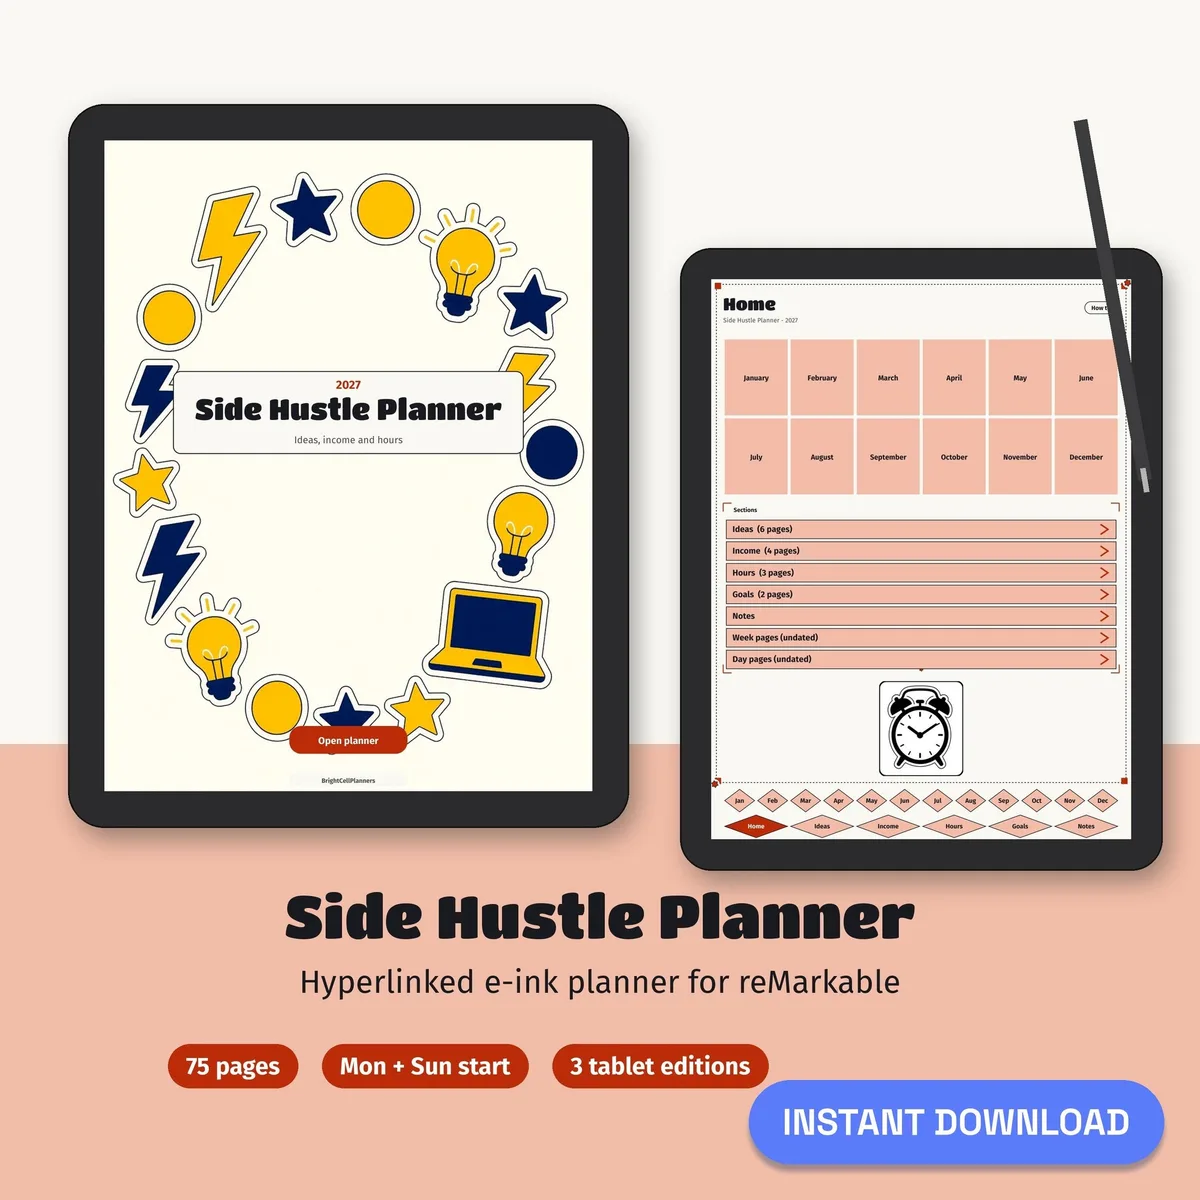 2027
Side Hustle Planner
Ideas, income and hours
Open planner
BrightCellPlanners
Home
Side Hustle Planner - 2027
How
January
February
March
April
May
June
July
August
September
October
November
December
Sections
Ideas (6 pages)
Income (4 pages)
Hours (3 pages)
Goals (2 pages)
Notes
Week pages (undated)
Day pages (undated)
Jan Feb Mar Apr May Jun Jul Aug Sep Oct Nov Dec
Home Ideas Income Hours Goals Notes
Side Hustle Planner
Hyperlinked e-ink planner for reMarkable
75 pages
Mon + Sun start
3 tablet editions
INSTANT DOWNLOAD